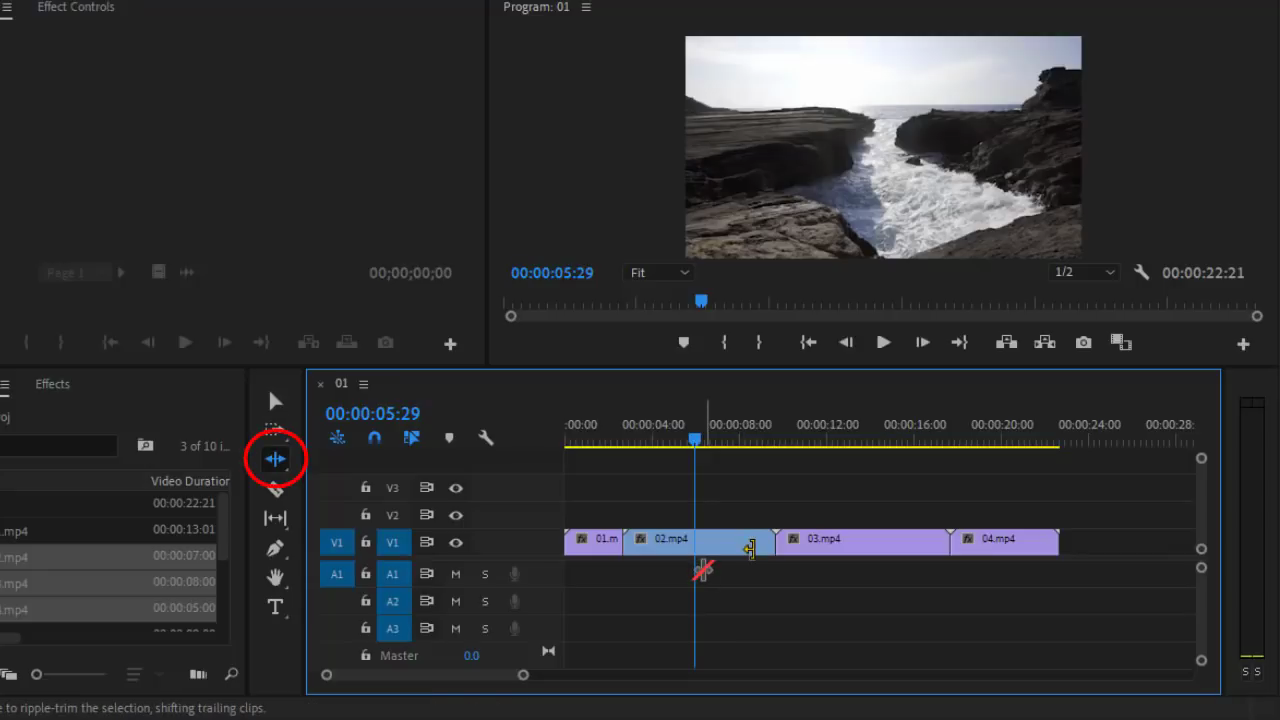 Effect Controls
Program: 01
Page 1
00;00;00;00
00:00:05:29
Fit
1/2
00:00:22:21
Effects
oj
3 of 10 i...
Video Duration
00:00:22:21
.mp4
00:00:13:01
.mp4
00:00:07:00
.mp4
00:00:08:00
.mp4
00:00:05:00
× 01
00:00:05:29
:00:00
00:00:04:00
00:00:08:00
00:00:12:00
00:00:16:00
00:00:20:00
00:00:24:00
00:00:28:
V3
V2
V1 V1
01.m
02.mp4
03.mp4
04.mp4
A1 A1 M S
A2 M S
A3 M S
Master 0.0
T
S S
e to ripple-trim the selection, shifting trailing clips.